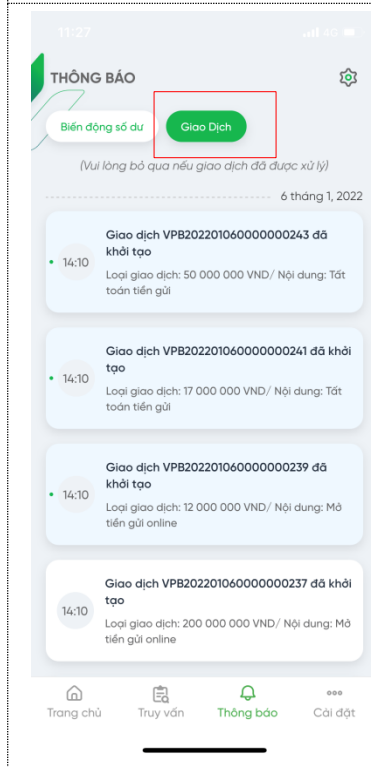 11:27
4G
THÔNG BÁO
Biến động số dư
Giao Dịch
(Vui lòng bỏ qua nếu giao dịch đã được xử lý)
6 tháng 1, 2022
Giao dịch VPB202201060000000243 đã
khởi tạo
14:10
Loại giao dịch: 50 000 000 VND/ Nội dung: Tất
toán tiền gửi
Giao dịch VPB202201060000000241 đã khởi
tạo
14:10
Loại giao dịch: 17 000 000 VND/ Nội dung: Tất
toán tiền gửi
Giao dịch VPB202201060000000239 đã
khởi tạo
14:10
Loại giao dịch: 12 000 000 VND/ Nội dung: Mở
tiền gửi online
Giao dịch VPB202201060000000237 đã khởi
tạo
14:10
Loại giao dịch: 200 000 000 VND/ Nội dung: Mở
tiền gửi online
Trang chủ
Truy vấn
Thông báo
Cài đặt